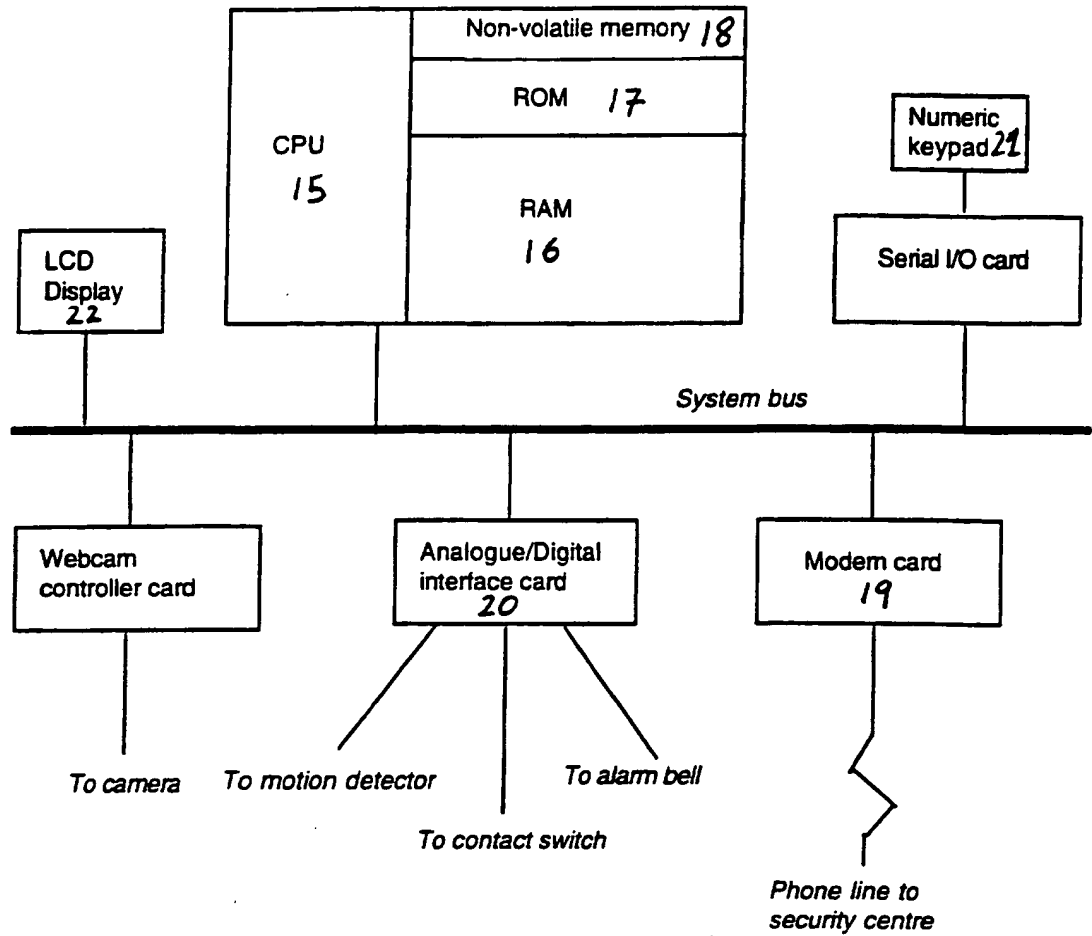 Non-volatile memory 18
ROM 17
CPU
15
RAM
16
Numeric
keypad 21
LCD
Display
22
Serial I/O card
System bus
Webcam
controller card
Analogue/Digital
interface card
20
Modem card
19
To camera
To motion detector
To alarm bell
To contact switch
Phone line to
security centre